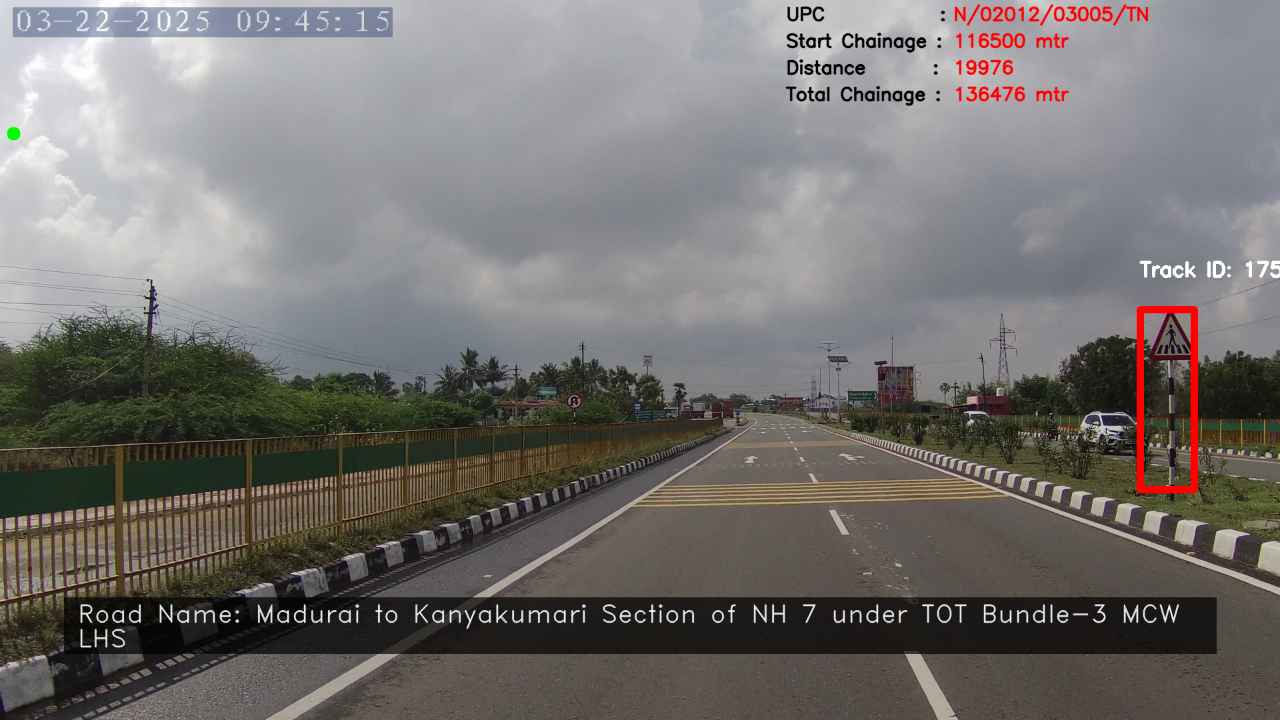 03-22-2025 09:45:15
UPC : N/02012/03005/TN
Start Chainage : 116500 mtr
Distance : 19976
Total Chainage : 136476 mtr
Track ID: 175
Road Name: Madurai to Kanyakumari Section of NH 7 under TOT Bundle-3 MCW
LHS